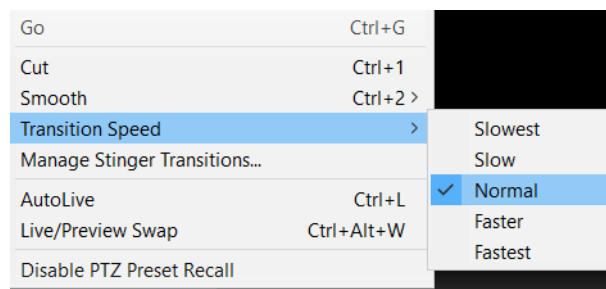 Go Ctrl+G
Cut Ctrl+1
Smooth Ctrl+2 >
Transition Speed >
Slowest
Manage Stinger Transitions...
Slow
Normal
AutoLive Ctrl+L
Faster
Live/Preview Swap Ctrl+Alt+W
Fastest
Disable PTZ Preset Recall